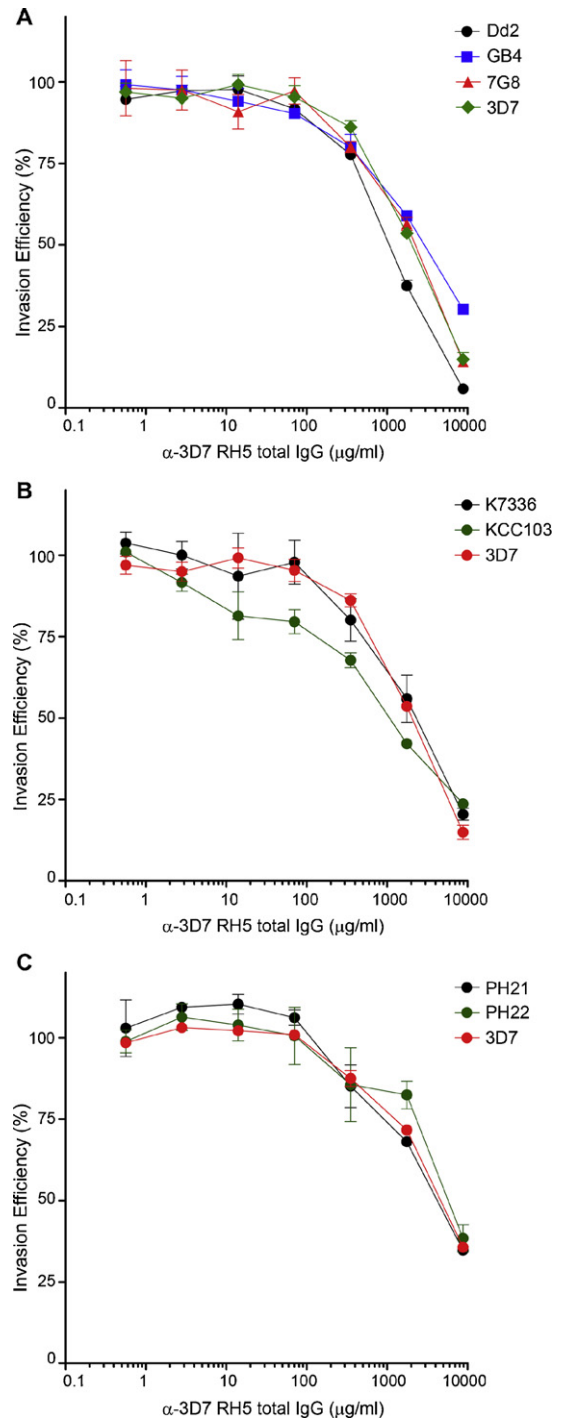 A
Dd2
GB4
7G8
3D7
Invasion Efficiency (%)
100
75
50
25
0
0.1 1 10 100 1000 10000
α-3D7 RH5 total IgG (μg/ml)
B
K7336
KCC103
3D7
Invasion Efficiency (%)
100
75
50
25
0
0.1 1 10 100 1000 10000
α-3D7 RH5 total IgG (μg/ml)
C
PH21
PH22
3D7
Invasion Efficiency (%)
100
75
50
25
0
0.1 1 10 100 1000 10000
α-3D7 RH5 total IgG (μg/ml)